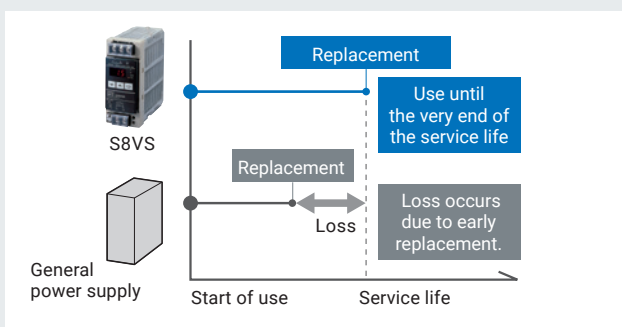 Replacement
Use until
the very end of
the service life
S8VS
Replacement
Loss
Loss occurs
due to early
replacement.
General
power supply
Start of use
Service life